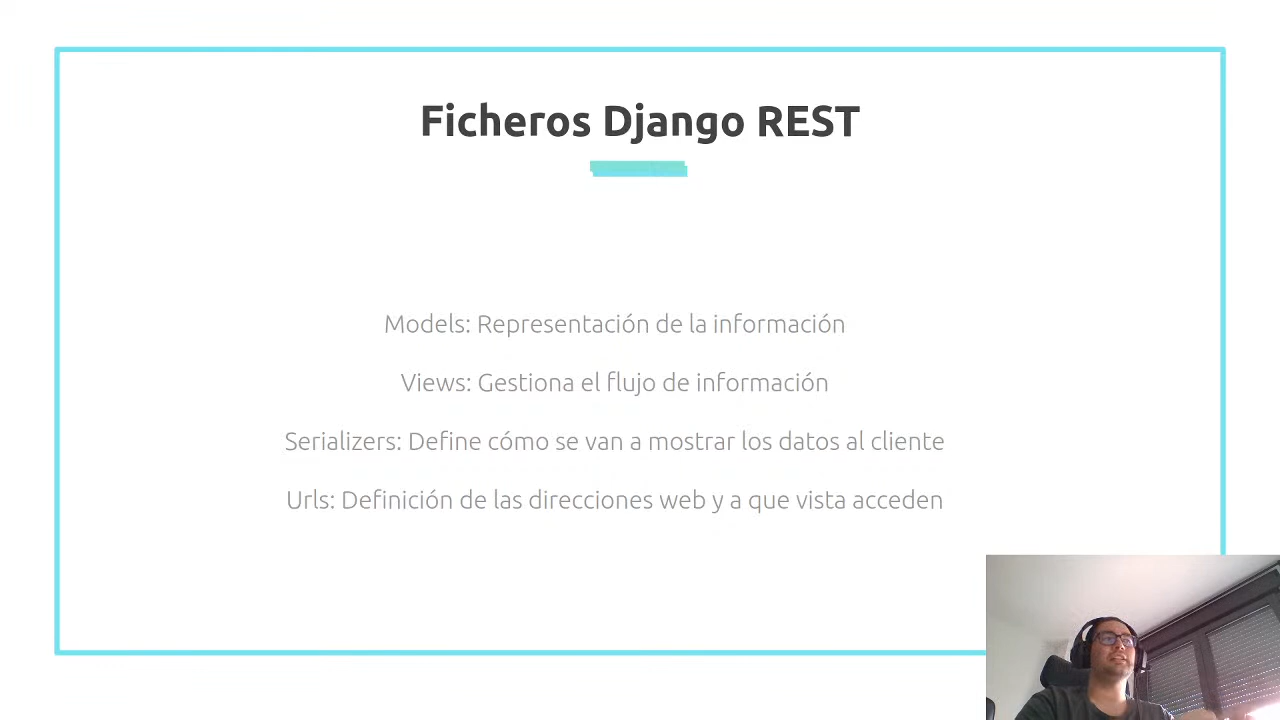 Ficheros Django REST
Models: Representación de la información
Views: Gestiona el flujo de información
Serializers: Define cómo se van a mostrar los datos al cliente
Urls: Definición de las direcciones web y a que vista acceden